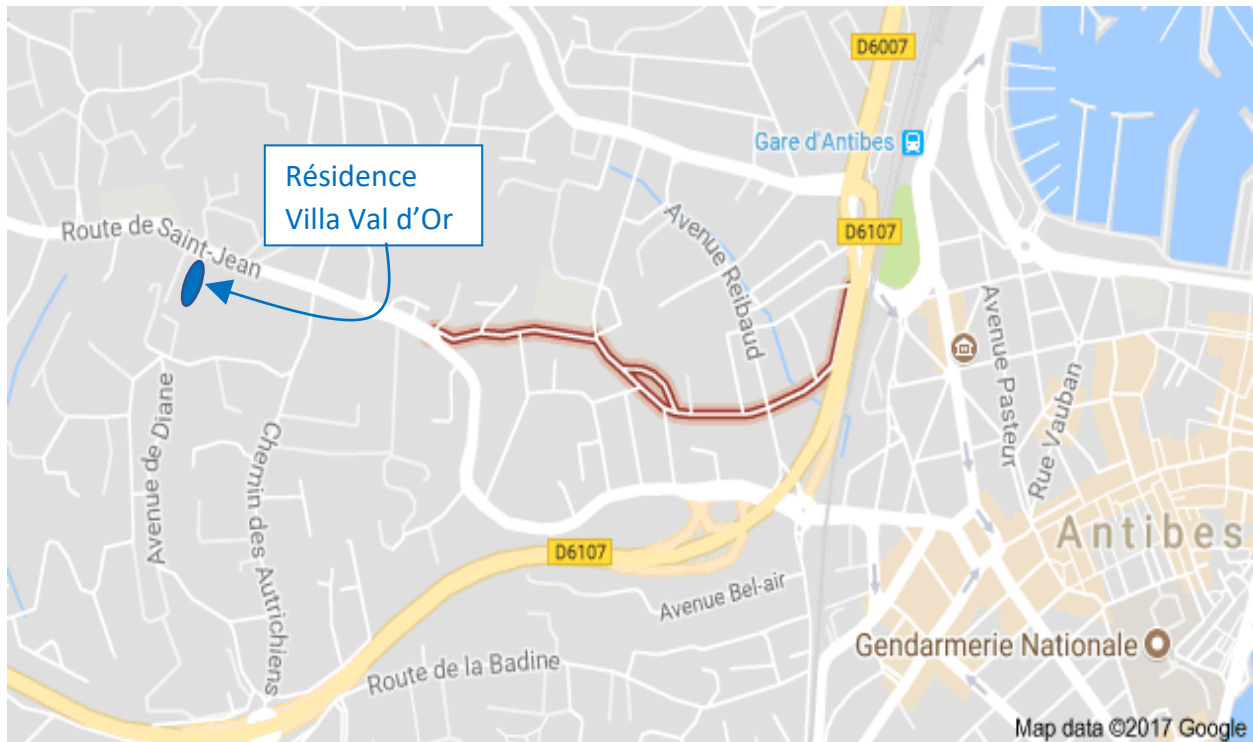 D6007
Gare d'Antibes
Résidence
Villa Val d’Or
Route de Saint-Jean
D6107
Avenue Reibaud
Avenue Pasteur
Rue Vauban
Avenue de Diane
Chemin des Autrichiens
Antibes
D6107
Avenue Bel-air
Gendarmerie Nationale
Route de la Badine
Map data ©2017 Google